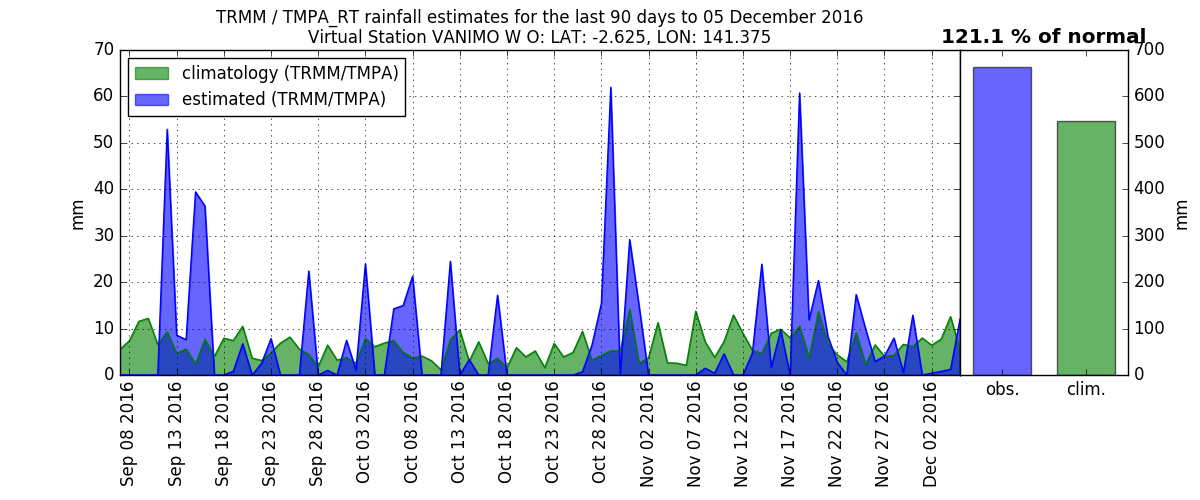 TRMM / TMPA_RT rainfall estimates for the last 90 days to 05 December 2016
Virtual Station VANIMO W O: LAT: -2.625, LON: 141.375
121.1 % of normal
climatology (TRMM/TMPA)
estimated (TRMM/TMPA)
70
60
50
40
30
20
10
0
mm
700
600
500
400
300
200
100
0
mm
Sep 08 2016
Sep 13 2016
Sep 18 2016
Sep 23 2016
Sep 28 2016
Oct 03 2016
Oct 08 2016
Oct 13 2016
Oct 18 2016
Oct 23 2016
Oct 28 2016
Nov 02 2016
Nov 07 2016
Nov 12 2016
Nov 17 2016
Nov 22 2016
Nov 27 2016
Dec 02 2016
obs.
clim.